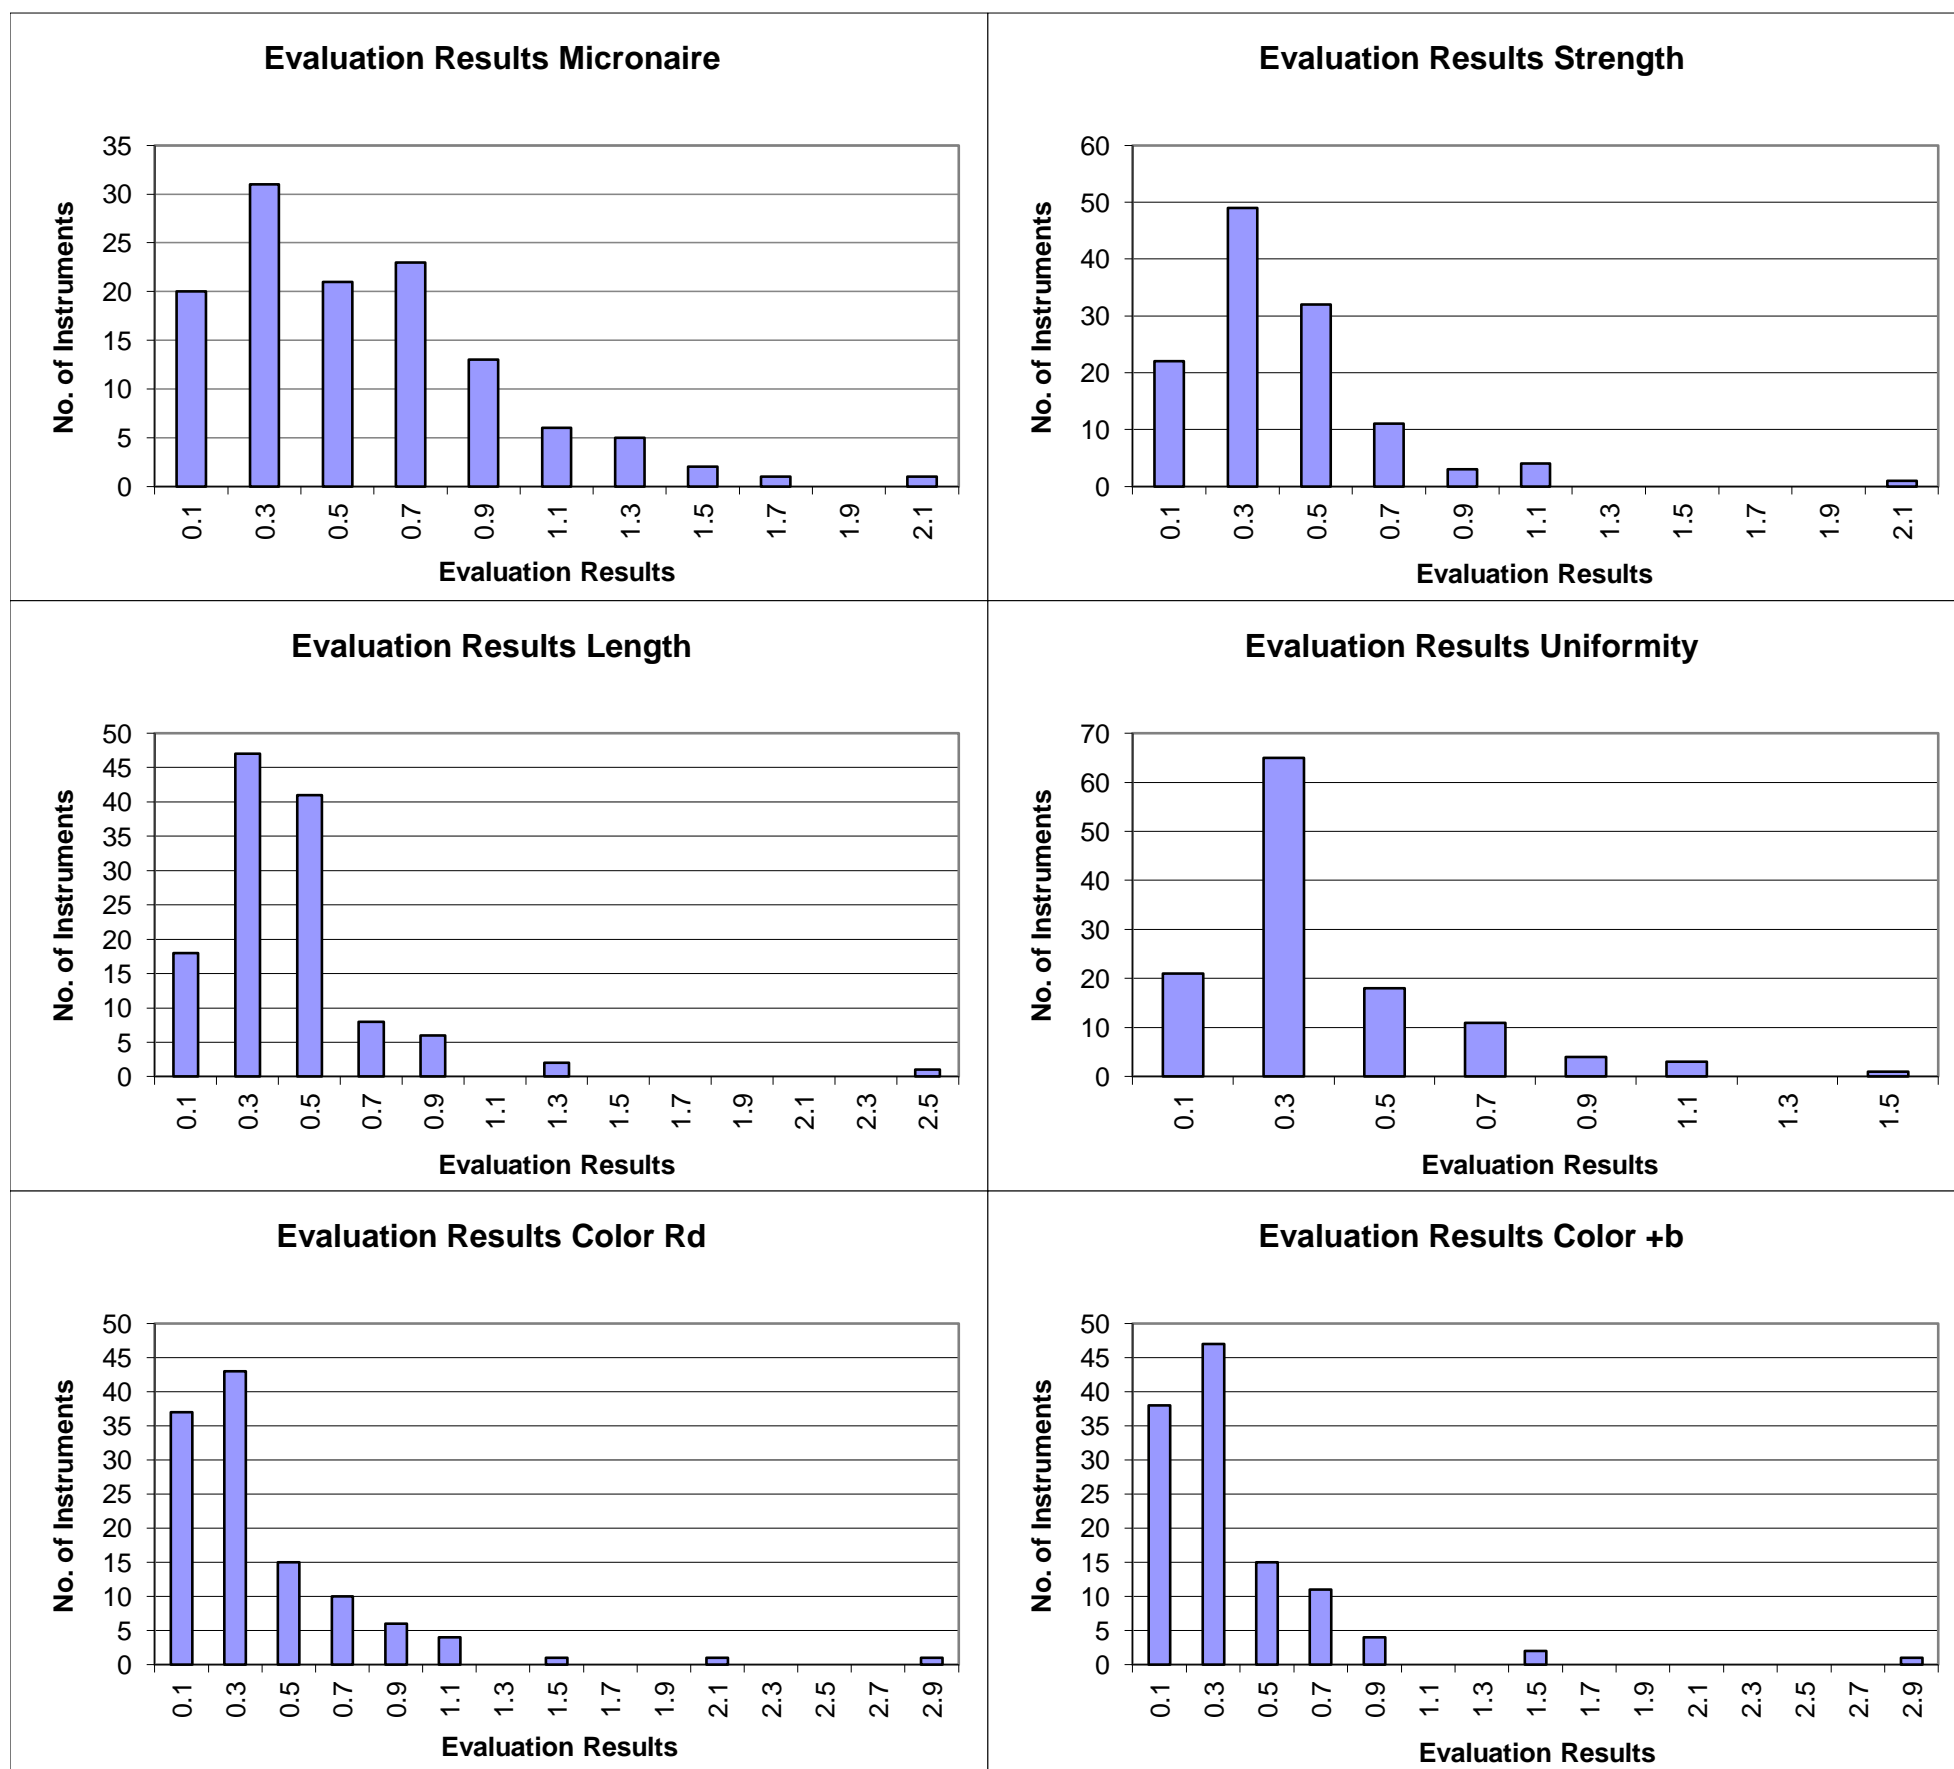 Evaluation Results Micronaire
No. of Instruments
35
30
25
20
15
10
5
0
0.1 0.3 0.5 0.7 0.9 1.1 1.3 1.5 1.7 1.9 2.1
Evaluation Results
Evaluation Results Strength
No. of Instruments
60
50
40
30
20
10
0
0.1 0.3 0.5 0.7 0.9 1.1 1.3 1.5 1.7 1.9 2.1
Evaluation Results
Evaluation Results Length
No. of Instruments
50
45
40
35
30
25
20
15
10
5
0
0.1 0.3 0.5 0.7 0.9 1.1 1.3 1.5 1.7 1.9 2.1 2.3 2.5
Evaluation Results
Evaluation Results Uniformity
No. of Instruments
70
60
50
40
30
20
10
0
0.1 0.3 0.5 0.7 0.9 1.1 1.3 1.5
Evaluation Results
Evaluation Results Color Rd
No. of Instruments
50
45
40
35
30
25
20
15
10
5
0
0.1 0.3 0.5 0.7 0.9 1.1 1.3 1.5 1.7 1.9 2.1 2.3 2.5 2.7 2.9
Evaluation Results
Evaluation Results Color +b
No. of Instruments
50
45
40
35
30
25
20
15
10
5
0
0.1 0.3 0.5 0.7 0.9 1.1 1.3 1.5 1.7 1.9 2.1 2.3 2.5 2.7 2.9
Evaluation Results